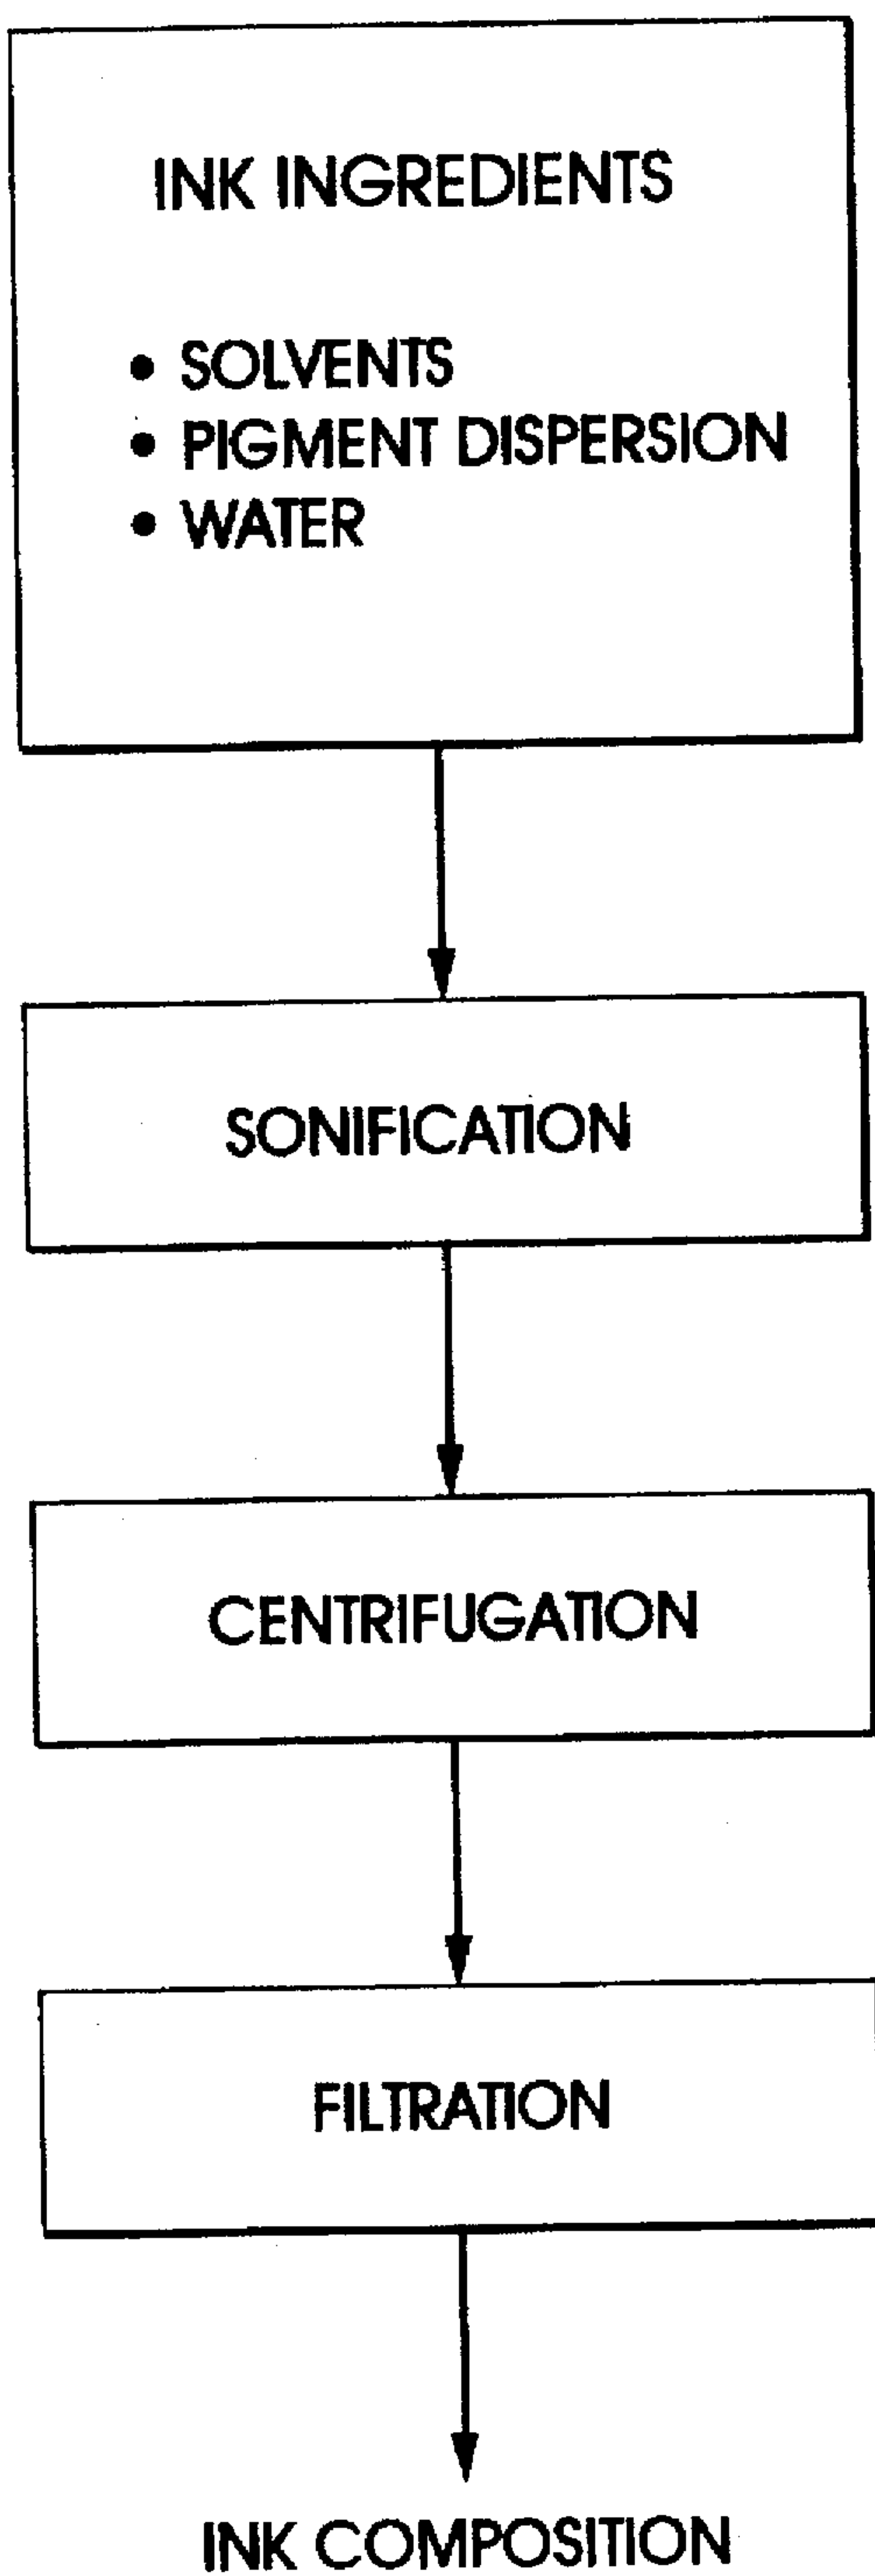 INK INGREDIENTS
• SOLVENTS
• PIGMENT DISPERSION
• WATER
SONIFICATION
CENTRIFUGATION
FILTRATION
INK COMPOSITION